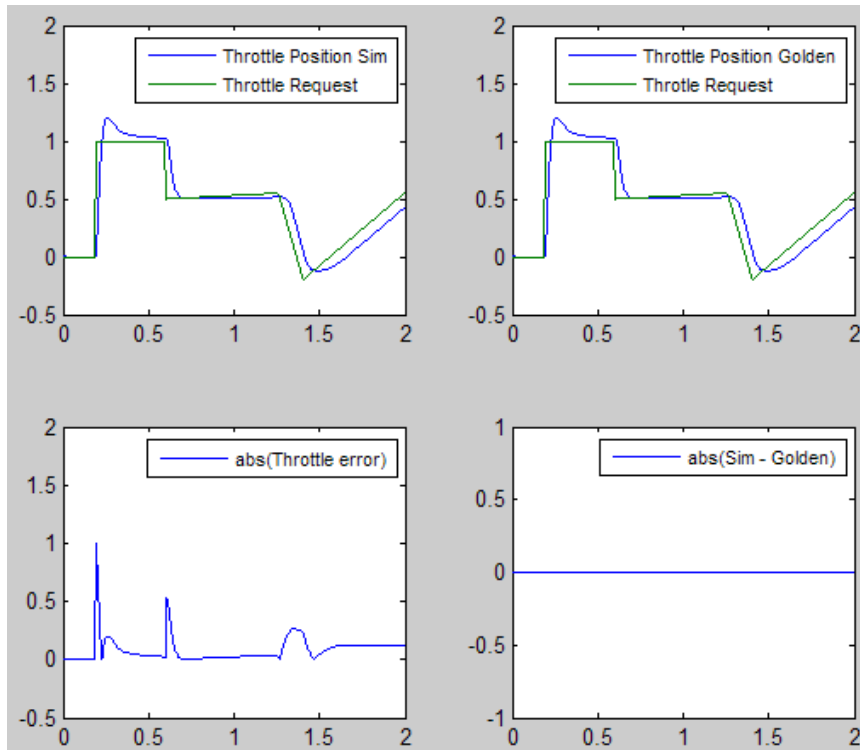 2
Throttle Position Sim
1.5
Throttle Request
1
0.5
0
-0.5
0 0.5 1 1.5 2
2
Throttle Position Golden
1.5
Throtle Request
1
0.5
0
-0.5
0 0.5 1 1.5 2
2
abs(Throttle error)
1.5
1
0.5
0
-0.5
0 0.5 1 1.5 2
1
abs(Sim - Golden)
0.5
0
-0.5
-1
0 0.5 1 1.5 2